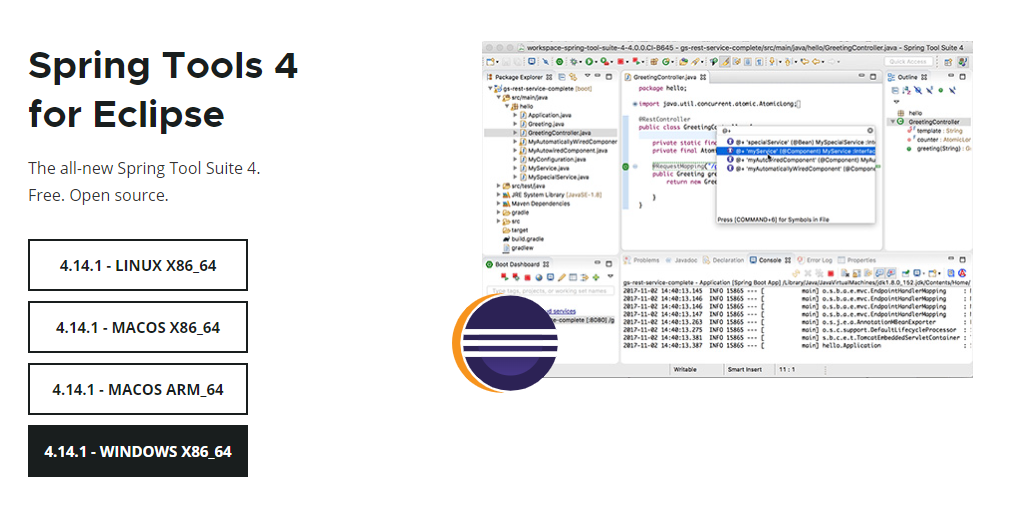 Spring Tools 4
for Eclipse
The all-new Spring Tool Suite 4.
Free. Open source.
4.14.1 - LINUX X86_64
4.14.1 - MACOS X86_64
4.14.1 - MACOS ARM_64
4.14.1 - WINDOWS X86_64
workspace-spring-tool-suite-4-4.0.0.CI-B645 - gs-rest-service-complete/src/main/java/hello/GreetingController.java - Spring Tool Suite 4
Quick Access
Package Explorer
gs-rest-service-complete [boot]
src/main/java
hello
Application.java
Greeting.java
GreetingController.java
MyAutomaticallyWiredComponen
MyAutowiredComponent.java
MyConfiguration.java
MyService.java
MySpecialService.java
src/test/java
JRE System Library [JavaSE-1.8]
Maven Dependencies
gradle
src
target
build.gradle
gradlew
GreetingController.java
package hello;
import java.util.concurrent.atomic.AtomicLong;
@RestController
public class GreetingController {
private static fina
private final Atom
@RequestMapping("/g
public Greeting gre
return new Gree
}
}
@+
@+ 'specialService' (@Bean) MySpecialService
@+ 'myService' (@Component) MyService
@+ 'myAutowiredComponent' (@Component) MyAu
@+ 'myAutomaticallyWiredComponent' (@Compone
Press [COMMAND+6] for Symbols in File
Outline
hello
GreetingController
template : String
counter : AtomicLong
greeting(String) : G
Boot Dashboard
Type tags, projects, or working set names
[:8080]
Problems
Javadoc
Declaration
Console
Error Log
Properties
gs-rest-service-complete - Application [Spring Boot App] /Library/Java/JavaVirtualMachines/jdk1.8.0_152.jdk/Contents/Home/
2017-11-02 14:40:13.145 INFO 15865 --- [ main] o.s.b.a.e.mvc.EndpointHandlerMapping :
2017-11-02 14:40:13.146 INFO 15865 --- [ main] o.s.b.a.e.mvc.EndpointHandlerMapping :
2017-11-02 14:40:13.146 INFO 15865 --- [ main] o.s.b.a.e.mvc.EndpointHandlerMapping :
2017-11-02 14:40:13.147 INFO 15865 --- [ main] o.s.b.a.e.mvc.EndpointHandlerMapping :
2017-11-02 14:40:13.263 INFO 15865 --- [ main] o.s.j.e.a.AnnotationMBeanExporter :
2017-11-02 14:40:13.275 INFO 15865 --- [ main] o.s.c.support.DefaultLifecycleProcessor :
2017-11-02 14:40:13.381 INFO 15865 --- [ main] s.b.c.e.t.TomcatEmbeddedServletContainer :
2017-11-02 14:40:13.387 INFO 15865 --- [ main] hello.Application :
Writable
Smart Insert
11 : 1